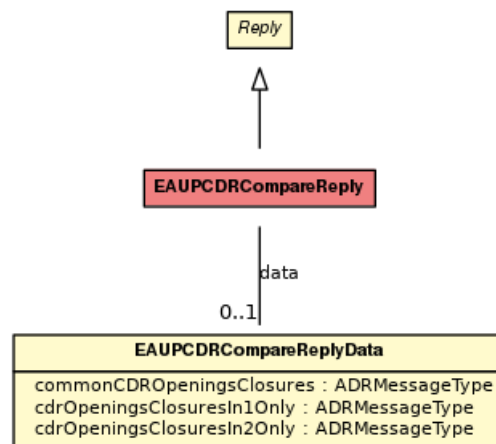 Reply
EAUPCDRCompareReply
data
0..1
EAUPCDRCompareReplyData
commonCDROpeningsClosures : ADRMessageType
cdrOpeningsClosuresIn1Only : ADRMessageType
cdrOpeningsClosuresIn2Only : ADRMessageType